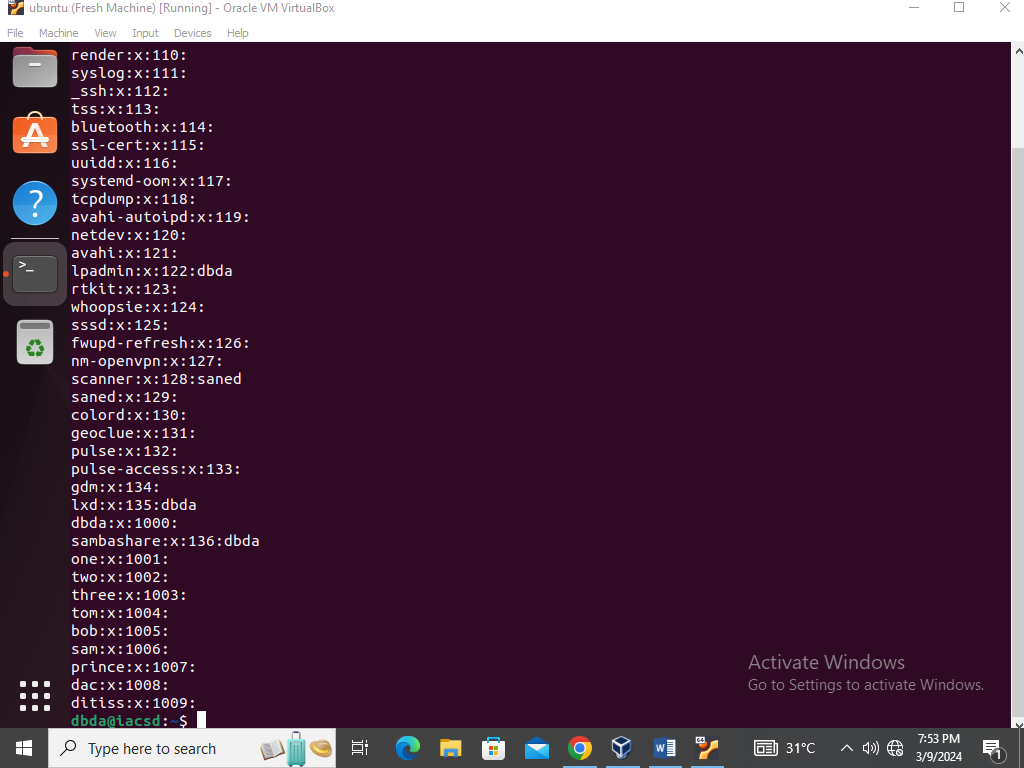 ubuntu (Fresh Machine) [Running] - Oracle VM VirtualBox
File Machine View Input Devices Help
render:x:110:
syslog:x:111:
_ssh:x:112:
tss:x:113:
bluetooth:x:114:
ssl-cert:x:115:
uuidd:x:116:
systemd-oom:x:117:
tcpdump:x:118:
avahi-autoipd:x:119:
netdev:x:120:
avahi:x:121:
lpadmin:x:122:dbda
rtkit:x:123:
whoopsie:x:124:
sssd:x:125:
fwupd-refresh:x:126:
nm-openvpn:x:127:
scanner:x:128:saned
saned:x:129:
colord:x:130:
geoclue:x:131:
pulse:x:132:
pulse-access:x:133:
gdm:x:134:
lxd:x:135:dbda
dbda:x:1000:
sambashare:x:136:dbda
one:x:1001:
two:x:1002:
three:x:1003:
tom:x:1004:
bob:x:1005:
sam:x:1006:
prince:x:1007:
dac:x:1008:
ditiss:x:1009:
dbda@iacsd:~$
Activate Windows
Go to Settings to activate Windows.
Type here to search
31°C
7:53 PM
3/9/2024
1